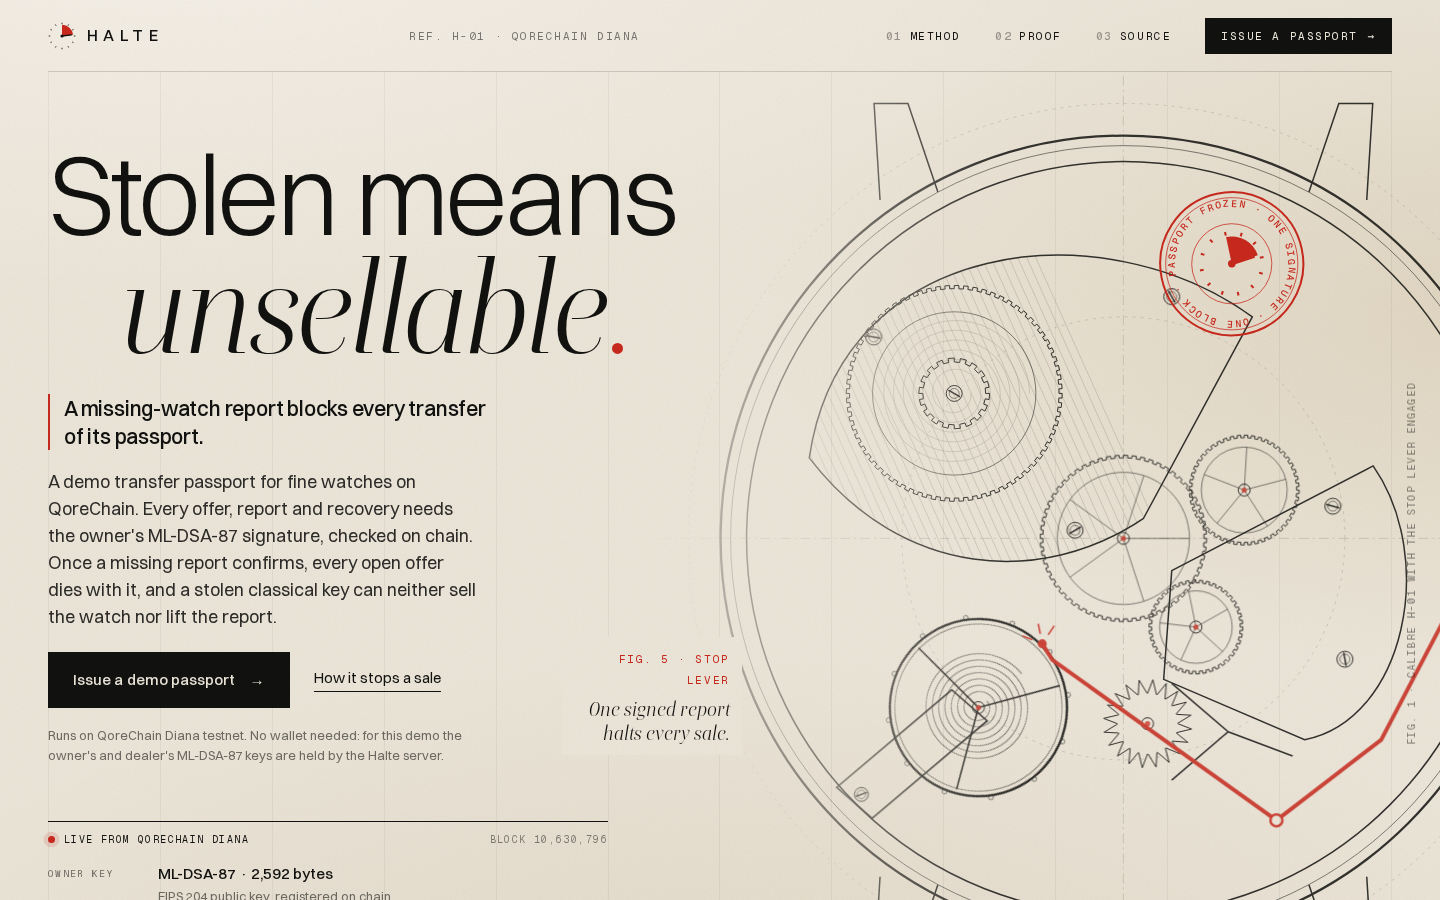 HALTE
REF. H-01 · QORECHAIN DIANA
01 METHOD
02 PROOF
03 SOURCE
ISSUE A PASSPORT →
Stolen means
unsellable.
A missing-watch report blocks every transfer
of its passport.
A demo transfer passport for fine watches on
QoreChain. Every offer, report and recovery needs
the owner's ML-DSA-87 signature, checked on chain.
Once a missing report confirms, every open offer
dies with it, and a stolen classical key can neither sell
the watch nor lift the report.
Issue a demo passport →
How it stops a sale
Runs on QoreChain Diana testnet. No wallet needed: for this demo the
owner's and dealer's ML-DSA-87 keys are held by the Halte server.
LIVE FROM QORECHAIN DIANA
BLOCK 10,630,796
OWNER KEY
ML-DSA-87 · 2,592 bytes
FIPS 204 public key, registered on chain
PASSPORT FROZEN · ONE SIGNATURE · ONE BLOCK
FIG. 5 · STOP
LEVER
One signed report
halts every sale.
FIG. 1 · CALIBRE H-01 WITH THE STOP LEVER ENGAGED